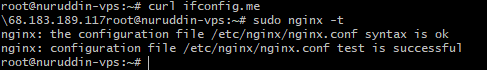 root@nuruddin-vps:~# curl ifconfig.me
\68.183.189.117root@nuruddin-vps:~# sudo nginx -t
nginx: the configuration file /etc/nginx/nginx.conf syntax is ok
nginx: configuration file /etc/nginx/nginx.conf test is successful
root@nuruddin-vps:~#